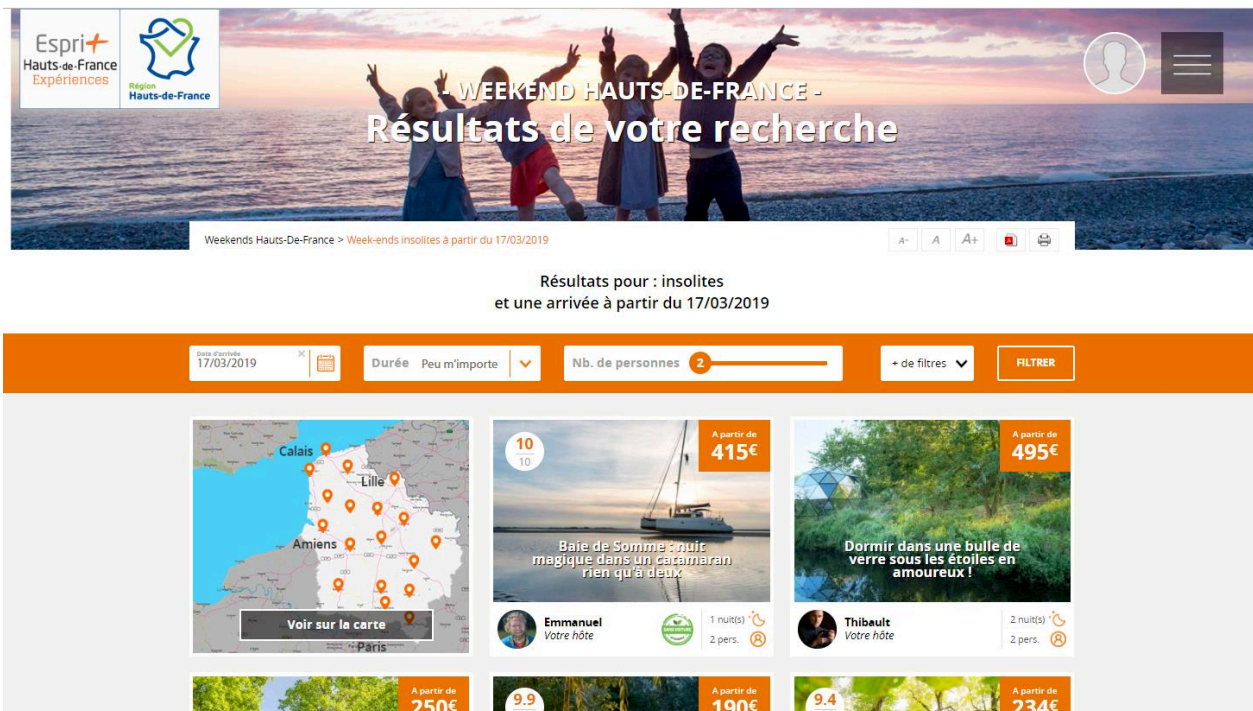 Esprit
Hauts-de-France
Expériences
Région
Hauts-de-France
- WEEKEND HAUTS-DE-FRANCE -
Résultats de votre recherche
Weekends Hauts-De-France > Week-ends insolites à partir du 17/03/2019
A-
A
A+
Résultats pour : insolites
et une arrivée à partir du 17/03/2019
Date d'arrivée
17/03/2019
Durée Peu m'importe
Nb. de personnes 2
+ de filtres
FILTRER
Calais
Lille
Amiens
Voir sur la carte
Paris
10
10
A partir de
415€
Baie de Somme : nuit
magique dans un catamaran
rien qu'à deux
Emmanuel
Votre hôte
1 nuit(s)
2 pers.
A partir de
495€
Dormir dans une bulle de
verre sous les étoiles en
amoureux !
Thibault
Votre hôte
2 nuit(s)
2 pers.
A partir de
250€
9.9
A partir de
190€
9.4
A partir de
234€